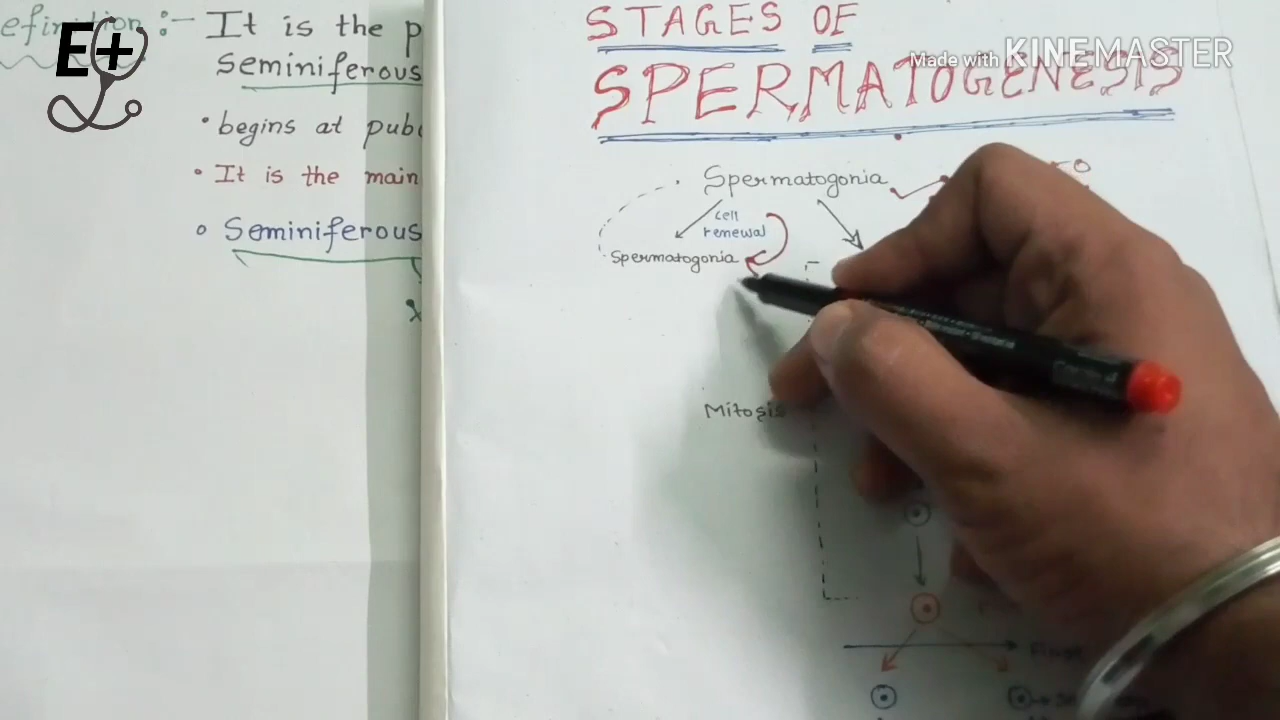 efinition :- It is the p
Seminiferous
• begins at pub
• It is the main
o Seminiferous
E+
STAGES OF
Made with KINEMASTER
SPERMATOGENESIS
Spermatogonia
cell
renewal
Spermatogonia
Mitosis